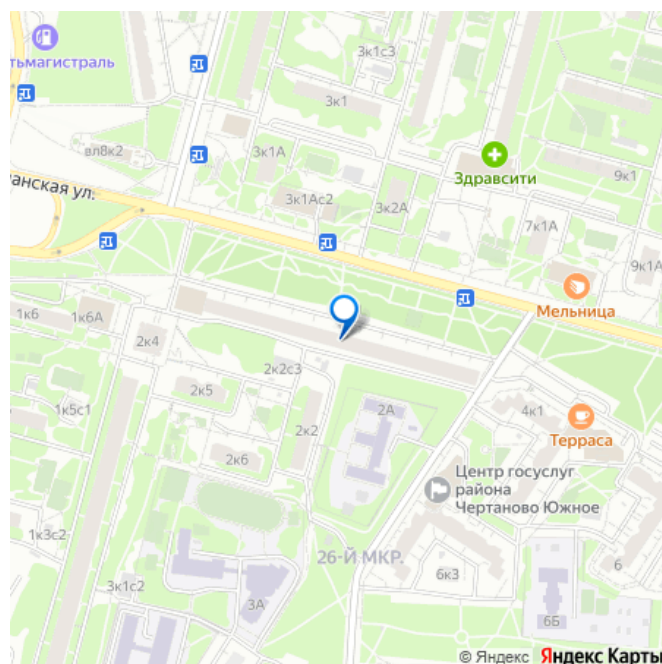 тьмагистраль
3к1с3
3к1
вл8к2
3к1А
Здравсити
9к1
анская ул.
3к1Ас2
3к2А
7к1А
9к1А
Мельница
1к6
1к6А
2к4
2к2с3
2к5
1к5с1
2А
4к1
2к2
Терраса
2к6
Центр госуслуг
района
Чертаново Южное
1к3с2
26-Й МКР.
3к1с2
6к3
6
3А
6Б
© Яндекс Яндекс Карты